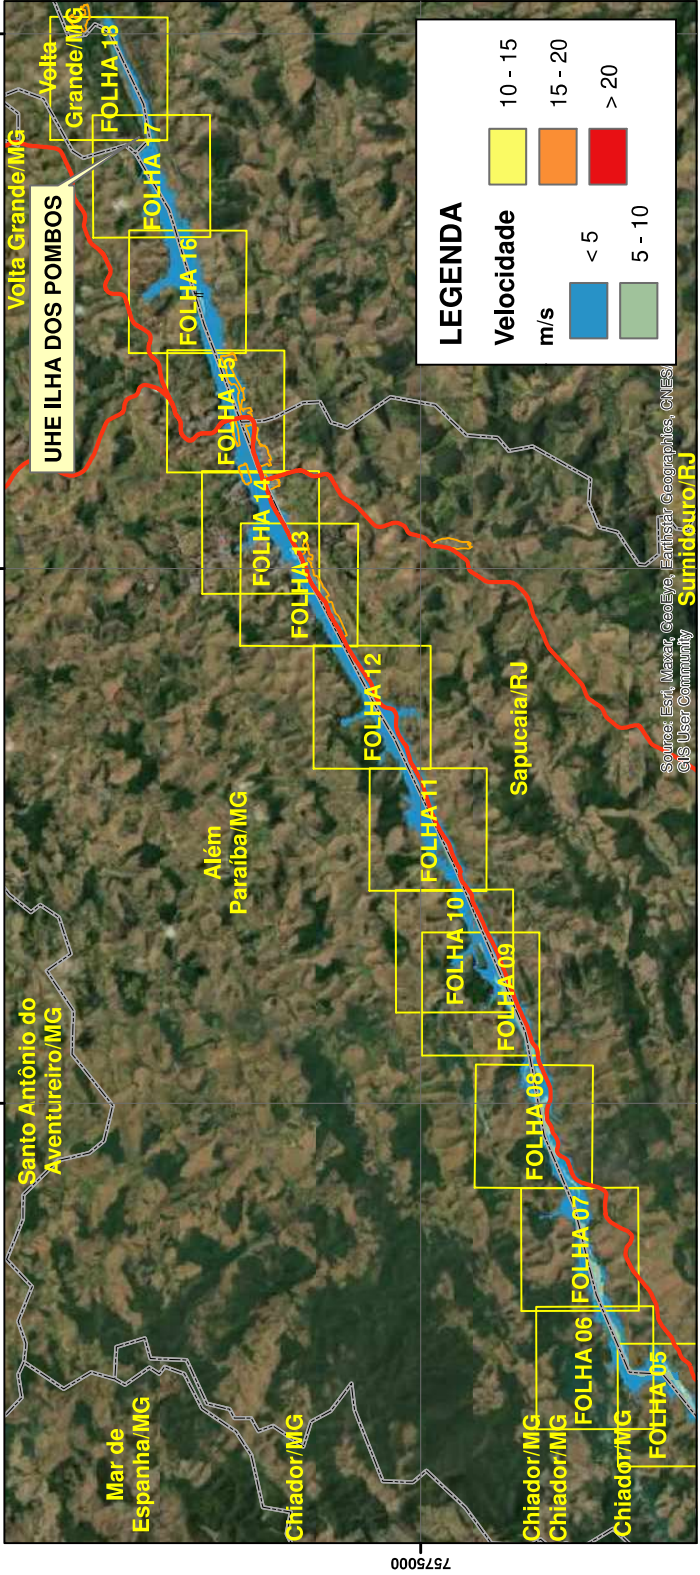 Volta
Grande/MG
FOLHA 18
Volta Grande/MG
UHE ILHA DOS POMBOS
FOLHA 17
FOLHA 16
FOLHA 15
FOLHA 14
FOLHA 13
FOLHA 12
FOLHA 11
FOLHA 10
FOLHA 09
FOLHA 08
FOLHA 07
FOLHA 06
FOLHA 05
Além
Paraíba/MG
Sapucaia/RJ
Sumidouro/RJ
Santo Antônio do
Aventureiro/MG
Mar de
Espanha/MG
Chiador/MG
Chiador/MG
Chiador/MG
Chiador/MG
LEGENDA
Velocidade
m/s
< 5
5 - 10
10 - 15
15 - 20
> 20
Source: Esri, Maxar, GeoEye, Earthstar Geographics, CNES/
GIS User Community
7575000